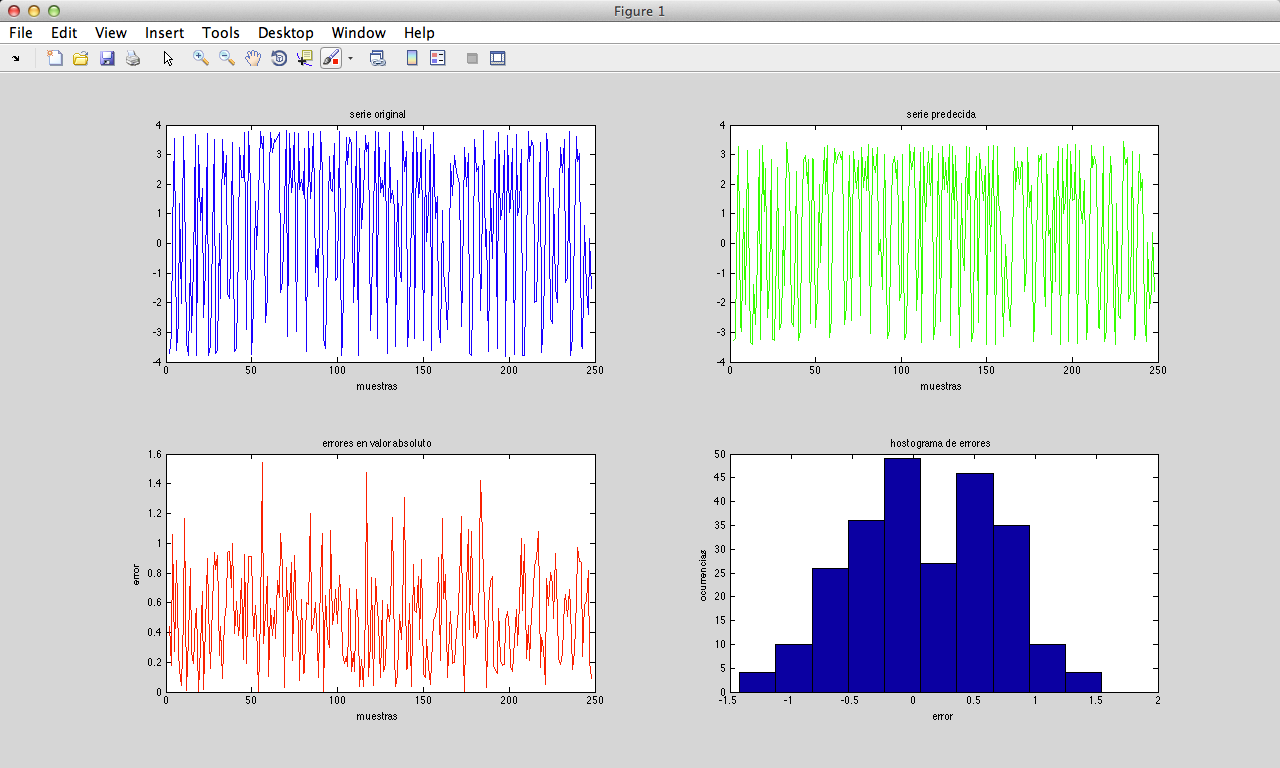 Figure 1
File Edit View Insert Tools Desktop Window Help
serie original
4
3
2
1
0
-1
-2
-3
-4
0 50 100 150 200 250
muestras
serie predecida
4
3
2
1
0
-1
-2
-3
-4
0 50 100 150 200 250
muestras
errores en valor absoluto
error
1.6
1.4
1.2
1
0.8
0.6
0.4
0.2
0
0 50 100 150 200 250
muestras
hostograma de errores
ocurrencias
50
45
40
35
30
25
20
15
10
5
0
-1.5 -1 -0.5 0 0.5 1 1.5 2
error